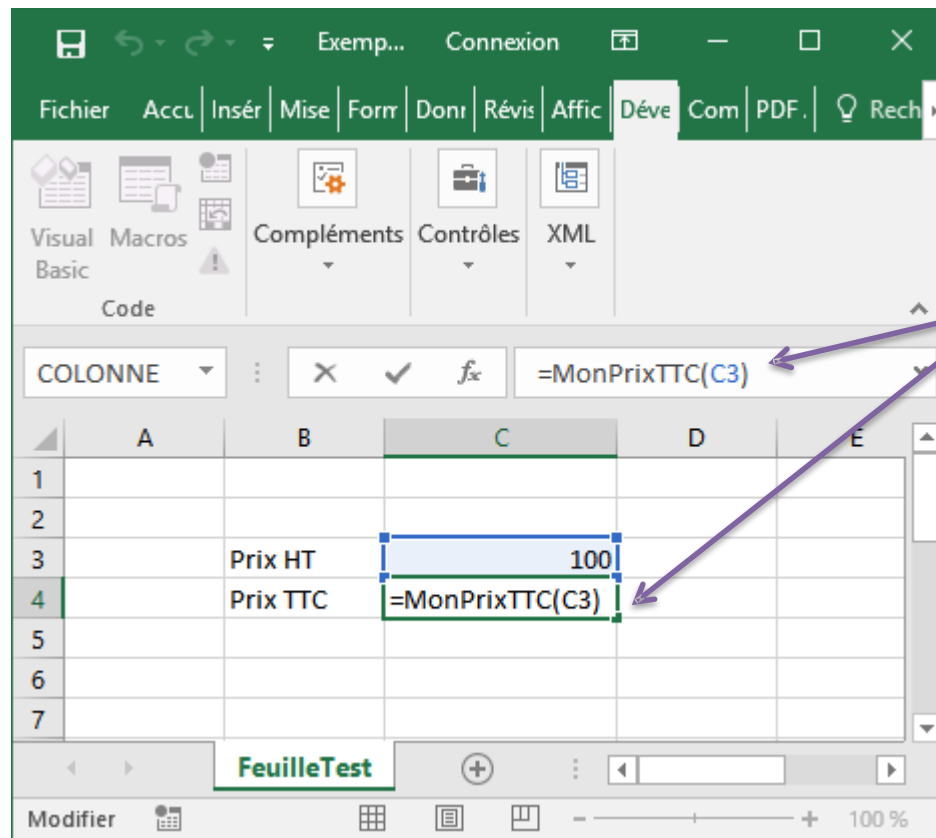 Exemp... Connexion
Fichier Accu Insér Mise Form Donr Révis Affic Déve Com PDF. Rech
Visual Basic Macros Compléments Contrôles XML
Code
COLONNE fx =MonPrixTTC(C3)
A B C D E
1
2
3 Prix HT 100
4 Prix TTC =MonPrixTTC(C3)
5
6
7
FeuilleTest
Modifier 100 %